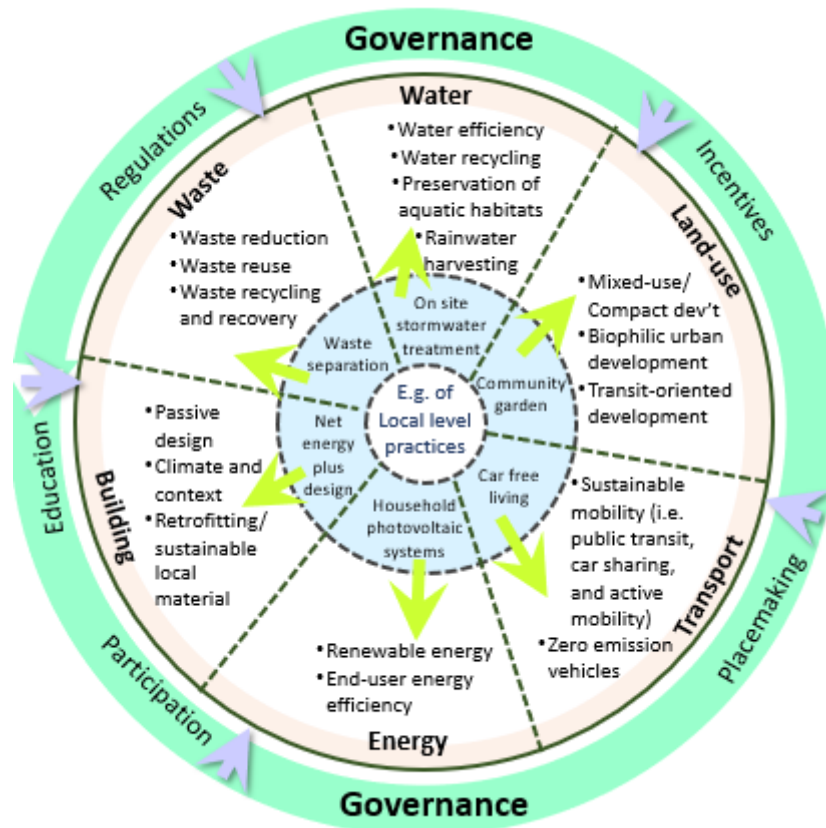 Governance
Regulations
Incentives
Water
• Water efficiency
• Water recycling
• Preservation of
aquatic habitats
• Rainwater
harvesting
Waste
• Waste reduction
• Waste reuse
• Waste recycling
and recovery
Land-use
• Mixed-use/
Compact dev't
• Biophilic urban
development
• Transit-oriented
development
On site
stormwater
treatment
Waste
separation
Community
garden
E.g. of
Local level
practices
Net
energy
plus
design
Car free
living
Household
photovoltaic
systems
Education
Building
• Passive
design
• Climate and
context
• Retrofitting/
sustainable
local
material
Transport
• Sustainable
mobility (i.e.
public transit,
car sharing,
and active
mobility)
• Zero emission
vehicles
Placemaking
Participation
• Renewable energy
• End-user energy
efficiency
Energy
Governance